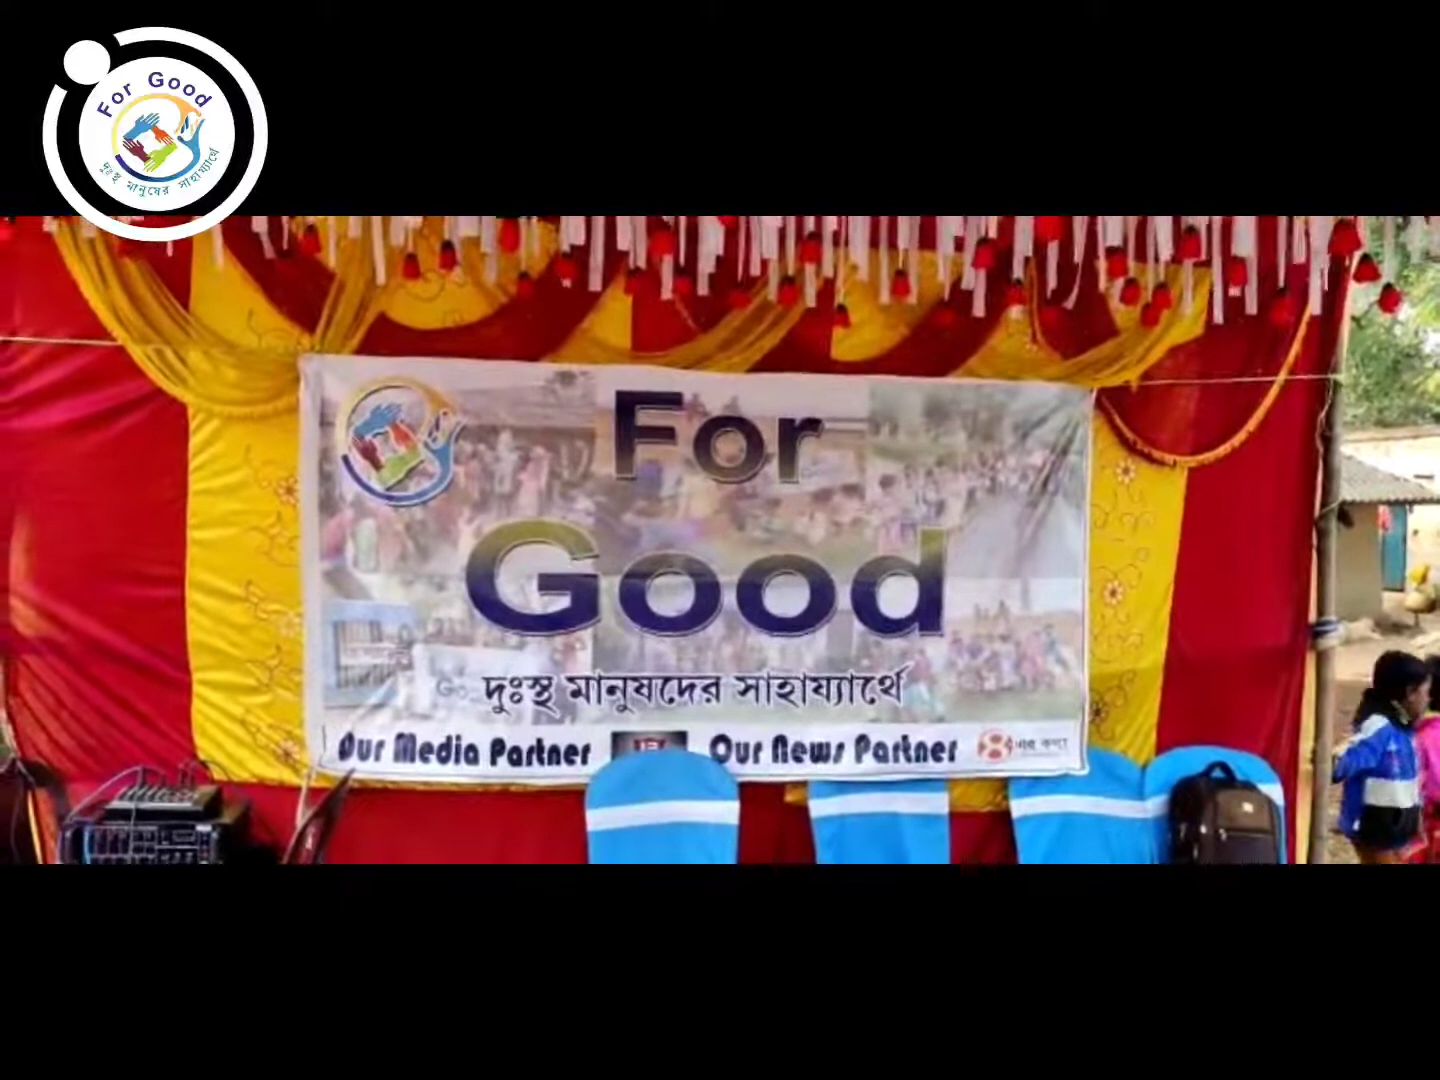 For Good
দুঃস্থ মানুষের সাহায্যার্থে
For
Good
দুঃস্থ মানুষদের সাহায্যার্থে
Our Media Partner
Our News Partner